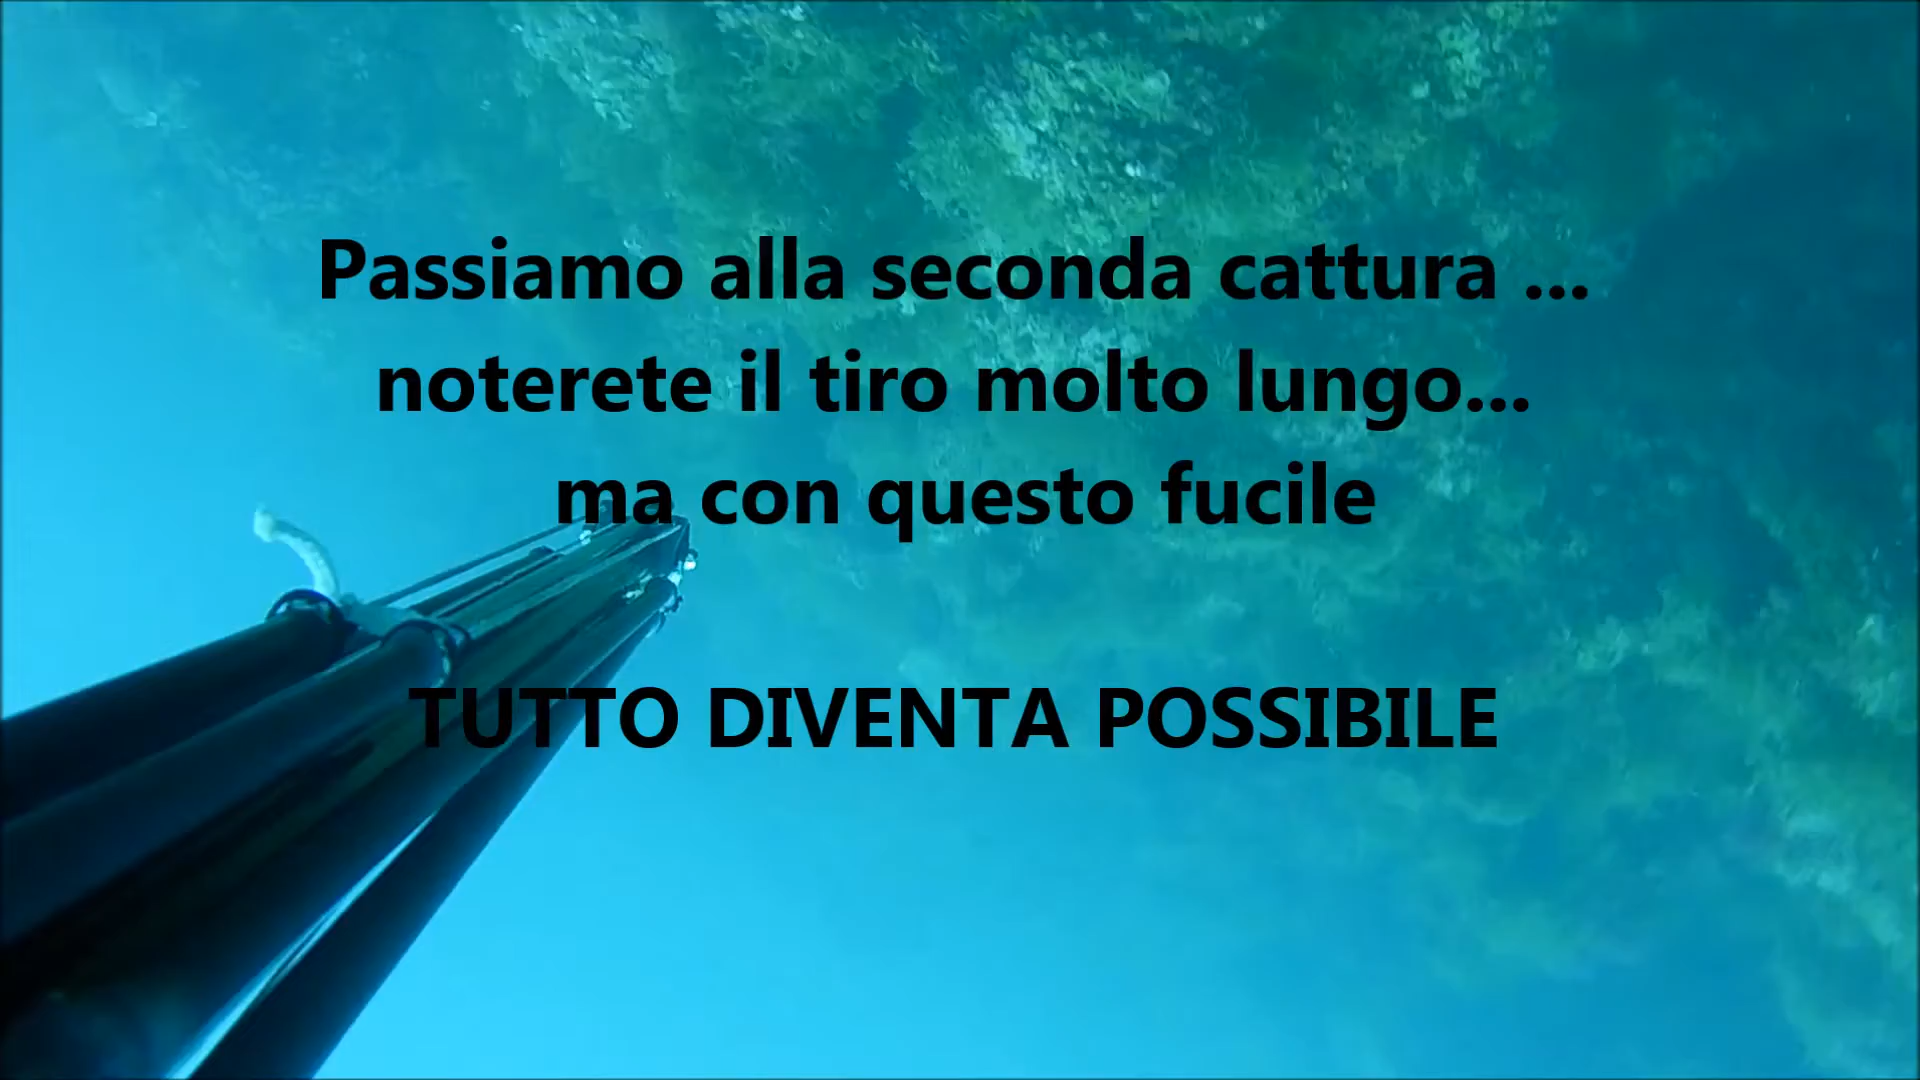 Passiamo alla seconda cattura ...
noterete il tiro molto lungo...
ma con questo fucile
TUTTO DIVENTA POSSIBILE